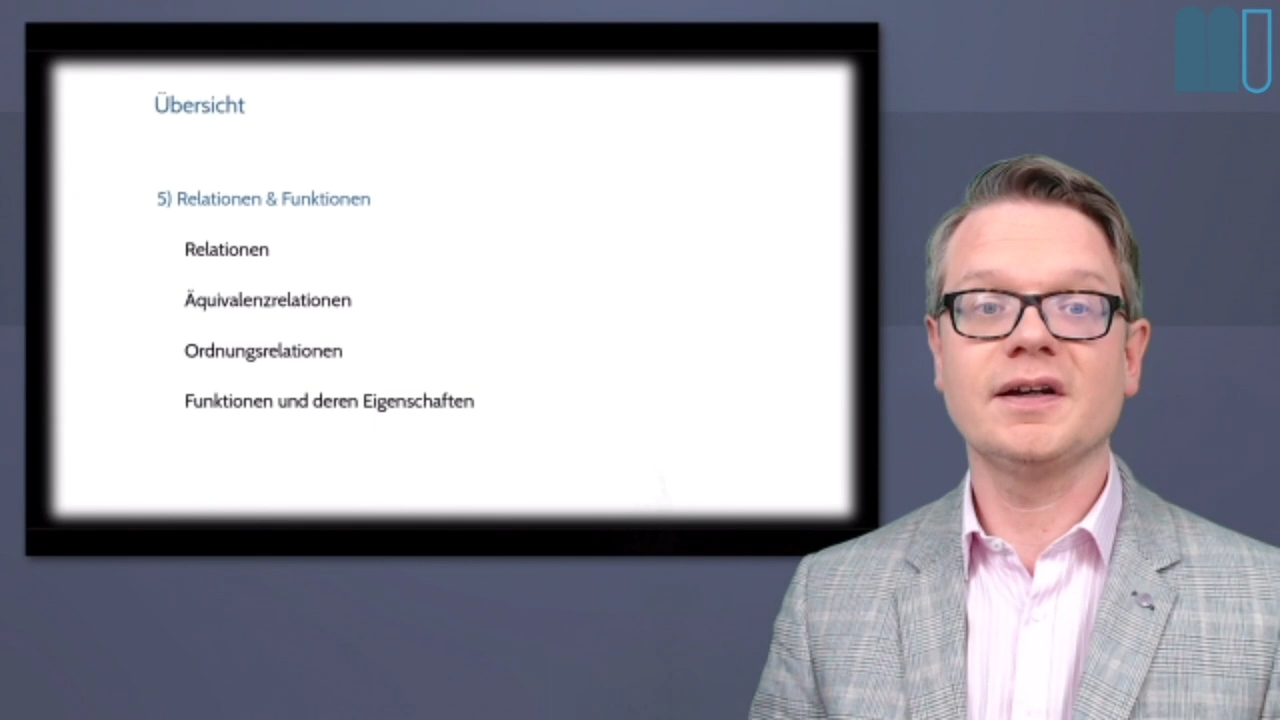 Übersicht
5) Relationen & Funktionen
Relationen
Äquivalenzrelationen
Ordnungsrelationen
Funktionen und deren Eigenschaften